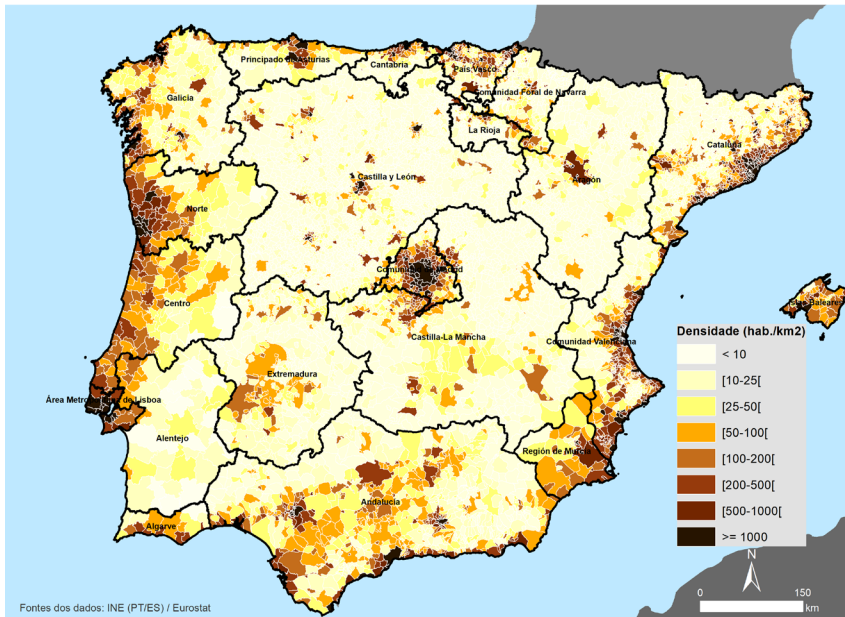 Principado de Asturias
Cantabria
País Vasco
Comunidad Foral de Navarra
Galicia
La Rioja
Cataluña
Castilla y León
Aragón
Norte
Comunidad de Madrid
Centro
Islas Baleares
Castilla-La Mancha
Comunidad Valenciana
Extremadura
Área Metropolitana de Lisboa
Alentejo
Región de Murcia
Andalucía
Algarve
Densidade (hab./km2)
< 10
[10-25[
[25-50[
[50-100[
[100-200[
[200-500[
[500-1000[
>= 1000
N
0 150
km
Fontes dos dados: INE (PT/ES) / Eurostat